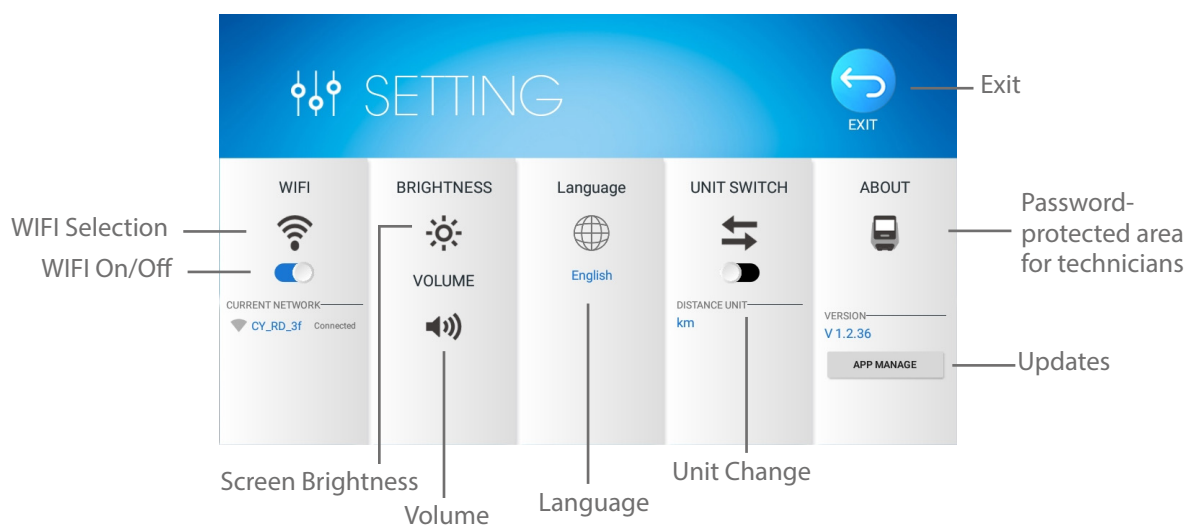 SETTING
EXIT
Exit
WIFI
BRIGHTNESS
Language
UNIT SWITCH
ABOUT
WIFI Selection
WIFI On/Off
Password-
protected area
for technicians
VOLUME
English
CURRENT NETWORK
CY_RD_3f Connected
DISTANCE UNIT
km
VERSION
V 1.2.36
APP MANAGE
Updates
Screen Brightness
Volume
Language
Unit Change